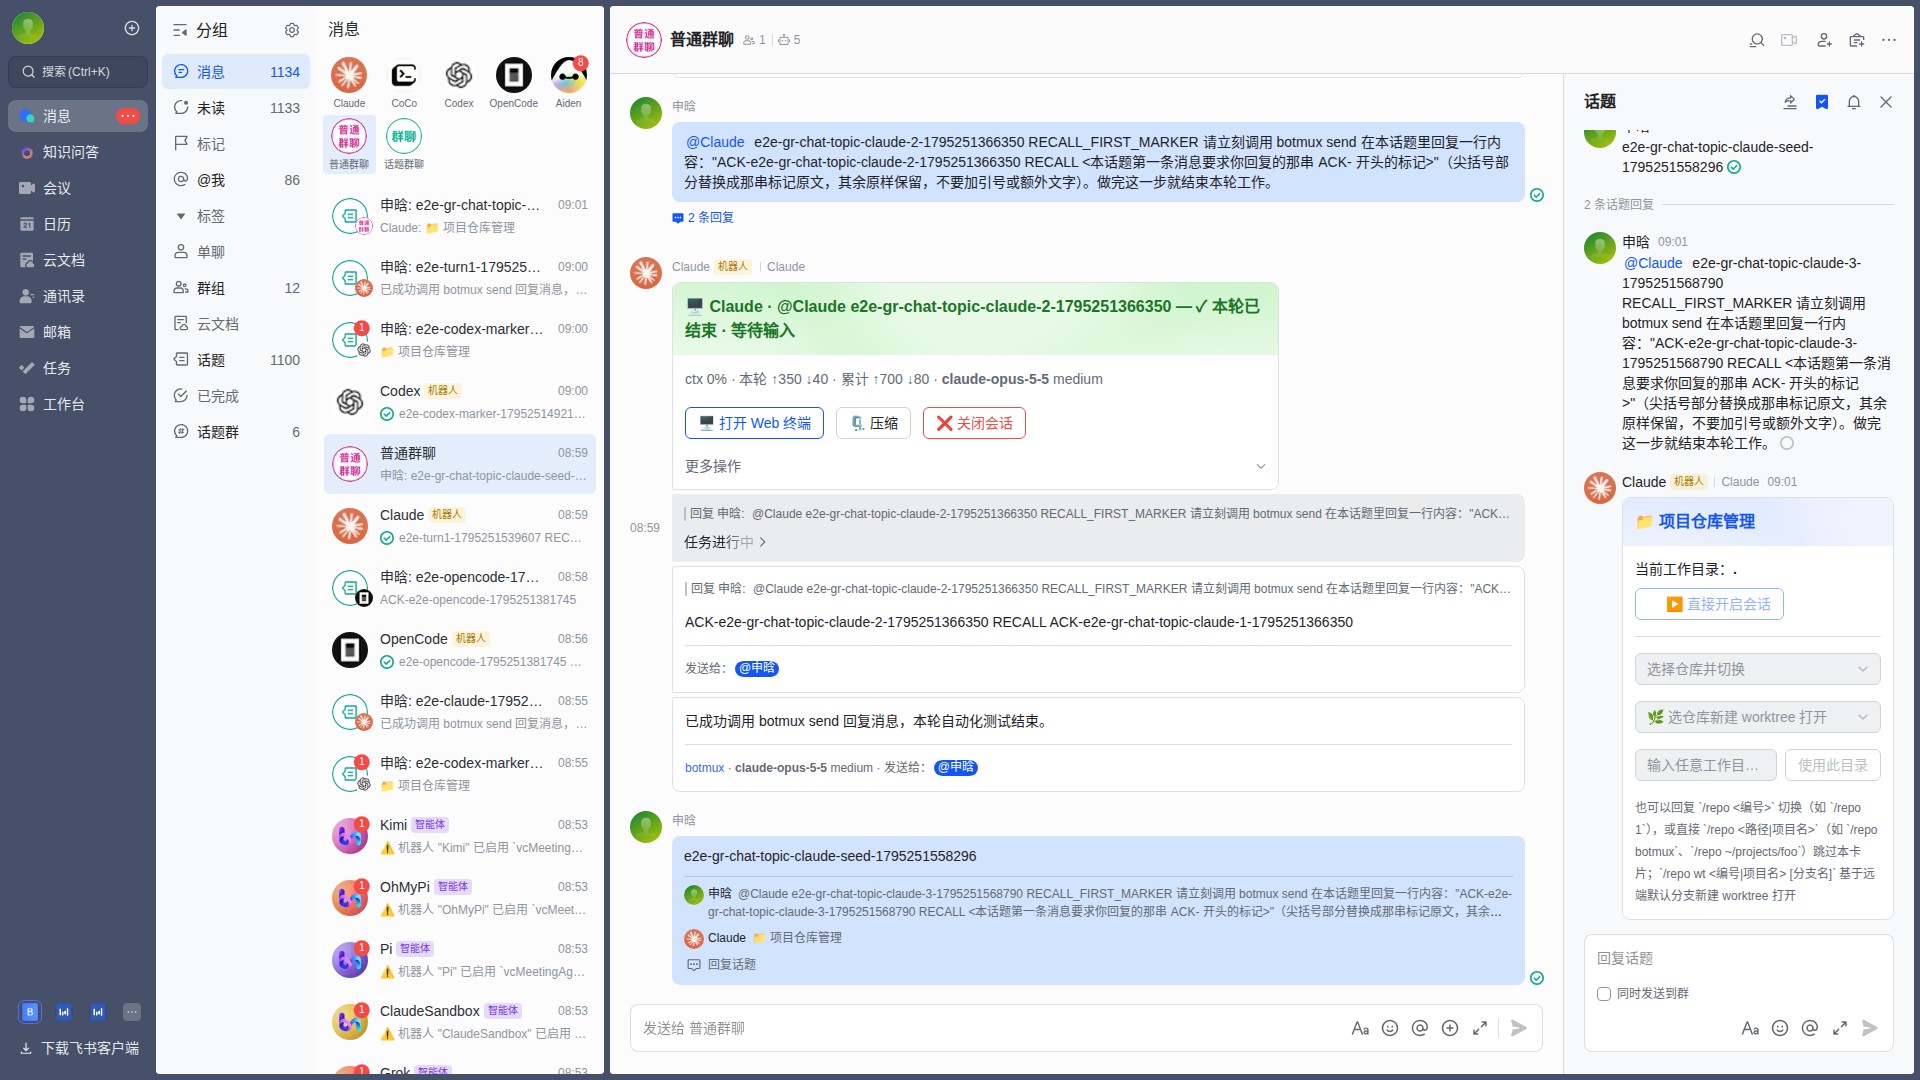 搜索 (Ctrl+K)
消息
知识问答
会议
日历
云文档
通讯录
邮箱
任务
工作台
下载飞书客户端
分组
消息 1134
未读 1133
标记
@我 86
标签
单聊
群组 12
云文档
话题 1100
已完成
话题群 6
消息
Claude
CoCo
Codex
OpenCode
8
Aiden
普通群聊
普通群聊
群聊
话题群聊
申晗: e2e-gr-chat-topic-... 09:01
Claude: 📁 项目仓库管理
申晗: e2e-turn1-179525... 09:00
已成功调用 botmux send 回复消息，...
1
申晗: e2e-codex-marker... 09:00
📁 项目仓库管理
Codex 机器人 09:00
e2e-codex-marker-17952514921...
普通群聊 08:59
申晗: e2e-gr-chat-topic-claude-seed-...
Claude 机器人 08:59
e2e-turn1-1795251539607 REC...
申晗: e2e-opencode-17... 08:58
ACK-e2e-opencode-1795251381745
OpenCode 机器人 08:56
e2e-opencode-1795251381745 ...
申晗: e2e-claude-17952... 08:55
已成功调用 botmux send 回复消息，...
1
申晗: e2e-codex-marker... 08:55
📁 项目仓库管理
1
Kimi 智能体 08:53
⚠️ 机器人 "Kimi" 已启用 `vcMeeting...
1
OhMyPi 智能体 08:53
⚠️ 机器人 "OhMyPi" 已启用 `vcMeet...
1
Pi 智能体 08:53
⚠️ 机器人 "Pi" 已启用 `vcMeetingAg...
1
ClaudeSandbox 智能体 08:53
⚠️ 机器人 "ClaudeSandbox" 已启用 ...
1
Grok 智能体 08:53
普通群聊
普通群聊 1 5
申晗
@Claude e2e-gr-chat-topic-claude-2-1795251366350 RECALL_FIRST_MARKER 请立刻调用 botmux send 在本话题里回复一行内
容："ACK-e2e-gr-chat-topic-claude-2-1795251366350 RECALL <本话题第一条消息要求你回复的那串 ACK- 开头的标记>"（尖括号部
分替换成那串标记原文，其余原样保留，不要加引号或额外文字）。做完这一步就结束本轮工作。
2 条回复
Claude 机器人 Claude
🖥️ Claude · @Claude e2e-gr-chat-topic-claude-2-1795251366350 — ✓ 本轮已
结束 · 等待输入
ctx 0% · 本轮 ↑350 ↓40 · 累计 ↑700 ↓80 · claude-opus-5-5 medium
🖥️ 打开 Web 终端
🗜️ 压缩
❌ 关闭会话
更多操作
08:59
回复 申晗: @Claude e2e-gr-chat-topic-claude-2-1795251366350 RECALL_FIRST_MARKER 请立刻调用 botmux send 在本话题里回复一行内容："ACK...
任务进行中
回复 申晗: @Claude e2e-gr-chat-topic-claude-2-1795251366350 RECALL_FIRST_MARKER 请立刻调用 botmux send 在本话题里回复一行内容："ACK...
ACK-e2e-gr-chat-topic-claude-2-1795251366350 RECALL ACK-e2e-gr-chat-topic-claude-1-1795251366350
发送给： @申晗
已成功调用 botmux send 回复消息，本轮自动化测试结束。
botmux · claude-opus-5-5 medium · 发送给： @申晗
申晗
e2e-gr-chat-topic-claude-seed-1795251558296
申晗 @Claude e2e-gr-chat-topic-claude-3-1795251568790 RECALL_FIRST_MARKER 请立刻调用 botmux send 在本话题里回复一行内容："ACK-e2e-
gr-chat-topic-claude-3-1795251568790 RECALL <本话题第一条消息要求你回复的那串 ACK- 开头的标记>"（尖括号部分替换成那串标记原文，其余...
Claude 📁 项目仓库管理
回复话题
发送给 普通群聊
话题
e2e-gr-chat-topic-claude-seed-
1795251558296
2 条话题回复
申晗 09:01
@Claude e2e-gr-chat-topic-claude-3-
1795251568790
RECALL_FIRST_MARKER 请立刻调用
botmux send 在本话题里回复一行内
容："ACK-e2e-gr-chat-topic-claude-3-
1795251568790 RECALL <本话题第一条消
息要求你回复的那串 ACK- 开头的标记
>"（尖括号部分替换成那串标记原文，其余
原样保留，不要加引号或额外文字）。做完
这一步就结束本轮工作。
Claude 机器人 Claude 09:01
📁 项目仓库管理
当前工作目录：.
▶️ 直接开启会话
选择仓库并切换
🌿 选仓库新建 worktree 打开
输入任意工作目...
使用此目录
也可以回复 `/repo <编号>` 切换（如 `/repo
1`），或直接 `/repo <路径|项目名>`（如 `/repo
botmux`、`/repo ~/projects/foo`）跳过本卡
片；`/repo wt <编号|项目名> [分支名]` 基于远
端默认分支新建 worktree 打开
回复话题
同时发送到群